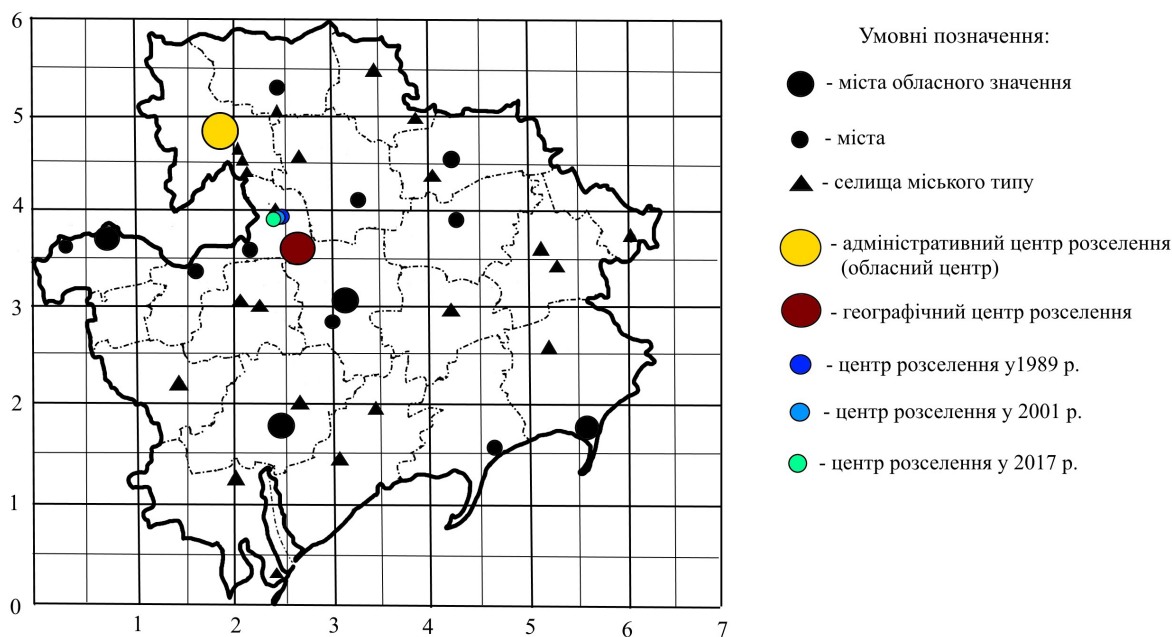 6
5
4
3
2
1
0
1 2 3 4 5 6 7
Умовні позначення:
- міста обласного значення
- міста
- селища міського типу
- адміністративний центр розселення
(обласний центр)
- географічний центр розселення
- центр розселення у1989 р.
- центр розселення у 2001 р.
- центр розселення у 2017 р.